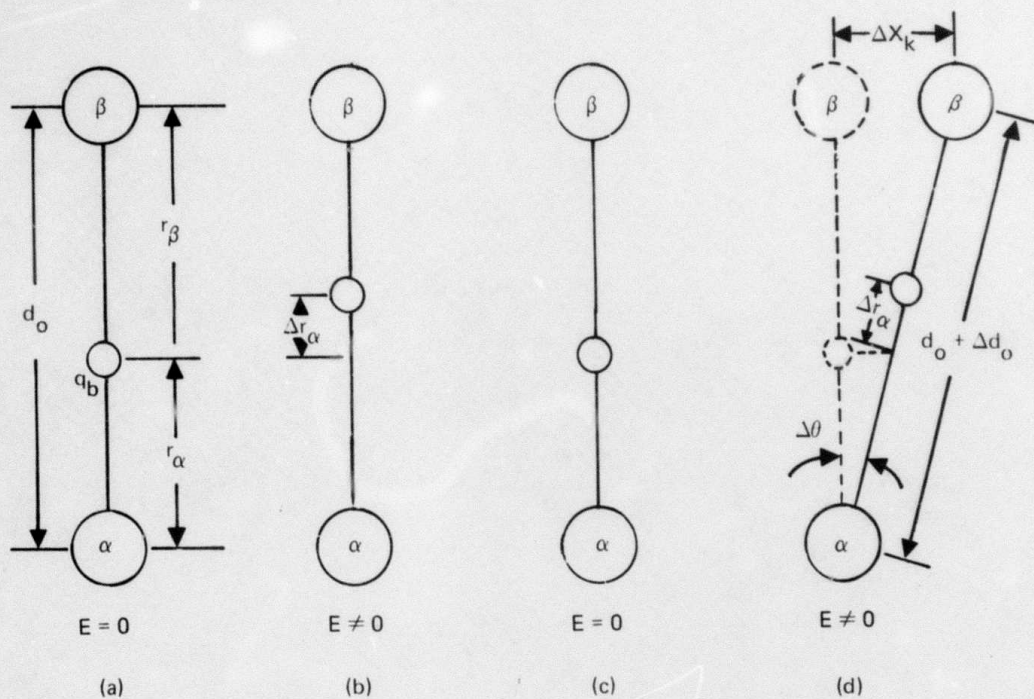 ΔX_k
β β β β β
r_β
d_o
Δr_α
Δr_α
d_o + Δd_o
q_b
r_α
Δθ
α α α α
E = 0 E ≠ 0 E = 0 E ≠ 0
(a) (b) (c) (d)